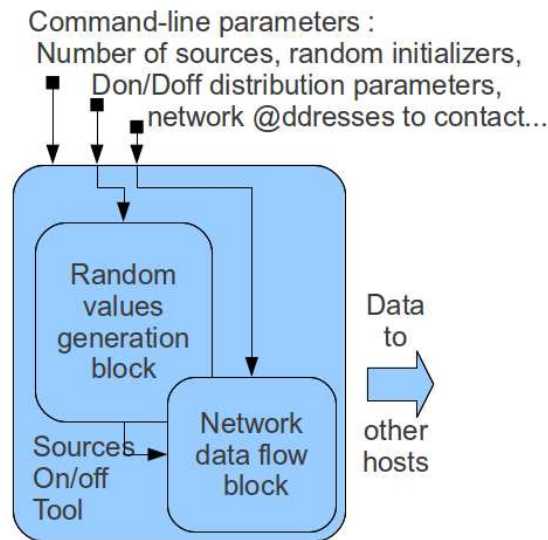 Command-line parameters :
Number of sources, random initializers,
Don/Doff distribution parameters,
network @ddresses to contact...
Random
values
generation
block
Data
to
other
hosts
Network
data flow
block
Sources
On/off
Tool